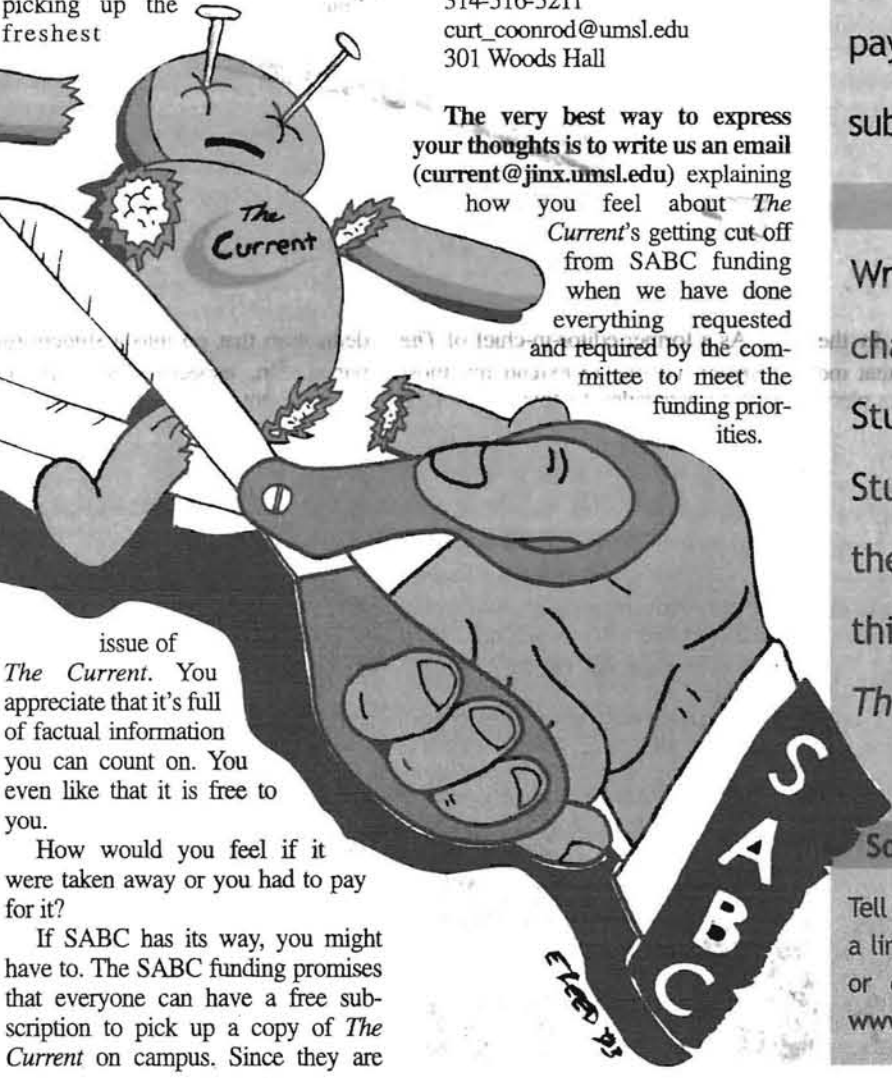 picking up the
freshest
The
Current
issue of
The Current. You
appreciate that it's full
of factual information
you can count on. You
even like that it is free to
you.
How would you feel if it
were taken away or you had to pay
for it?
If SABC has its way, you might
have to. The SABC funding promises
that everyone can have a free sub-
scription to pick up a copy of The
Current on campus. Since they are
314-516-5211
curt_coonrod@umsl.edu
301 Woods Hall
The very best way to express
your thoughts is to write us an email
(current@jinx.umsl.edu) explaining
how you feel about The
Current's getting cut off
from SABC funding
when we have done
everything requested
and required by the com-
mittee to meet the
funding prior-
ities.
SABC
pay
sub
Wr
cha
Stu
Stu
the
thi
Th
So
Tell
a lin
or
www